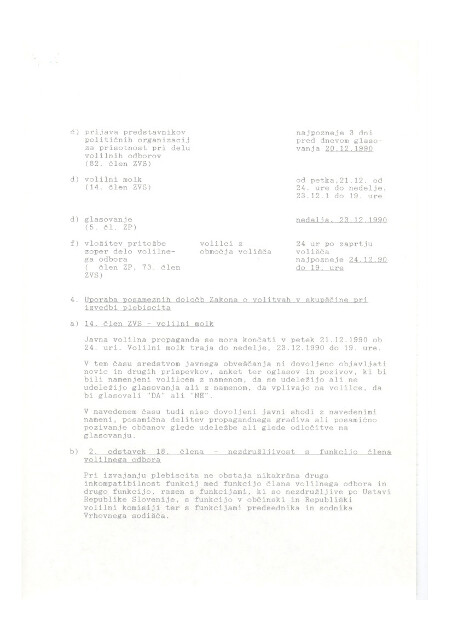 č) prijava predstavnikov najpozneje 3 dni
političnih organizacij pred dnevom glaso-
za prisotnost pri delu vanja 20.12.1990
volilnih odborov
(82. člen ZVS)
d) volilni molk od petka, 21.12. od
(14. člen ZVS) 24. ure do nedelje,
23.12. do 19. ure
d) glasovanje nedelja, 23.12.1990
(5. čl. ZP)
f) vložitev pritožbe volilci z 24 ur po zaprtju
zoper delo volilne- območja volišča volišča
ga odbora najpozneje 24.12.90
( člen ZP, 73. člen do 19. ure
ZVS)
4. Uporaba posameznih določb Zakona o volitvah v skupščine pri
izvedbi plebiscita
a) 14. člen ZVS - volilni molk
Javna volilna propaganda se mora končati v petek 21.12.1990 ob
24. uri. Volilni molk traja do nedelje, 23.12.1990 do 19. ure.
V tem času sredstvom javnega obveščanja ni dovoljeno objavljati
novic in drugih prispevkov, anket ter oglasov in pozivov, ki bi
bili namenjeni volilcem z namenom, da se udeležijo ali ne
udeležijo glasovanja ali z namenom, da vplivajo na volilce, da
bi glasovali "DA" ali "NE".
V navedenem času tudi niso dovoljeni javni shodi z navedenimi
nameni, posamična delitev propagandnega gradiva ali posamično
pozivanje občanov glede udeležbe ali glede odločitve na
glasovanju.
b) 2. odstavek 18. člena - nezdružljivost s funkcijo člena
volilnega odbora
Pri izvajanju plebiscita ne obstaja nikakršna druga
inkompatibilnost funkcij med funkcijo člana volilnega odbora in
drugo funkcijo, razen s funkcijami, ki so nezdružljive po Ustavi
Republike Slovenije, s funkcijo v občinski in Republiški
volilni komisiji ter s funkcijami predsednika in sodnika
Vrhovnega sodišča.